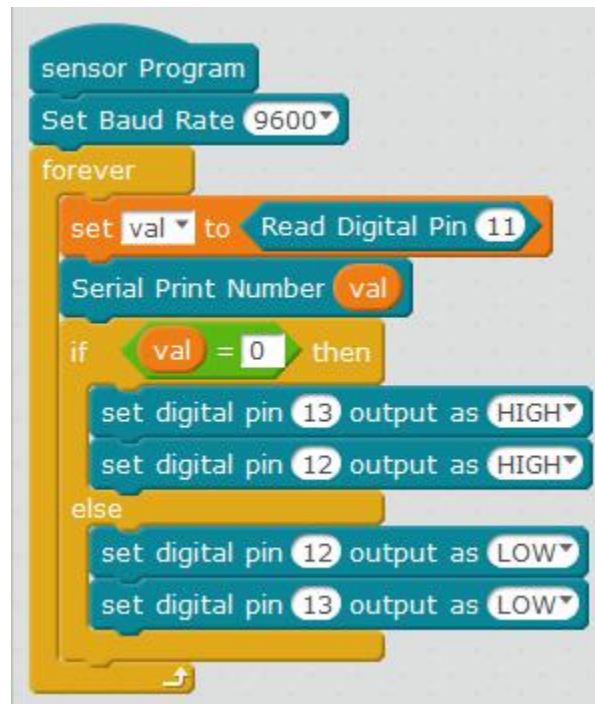 sensor Program
Set Baud Rate 9600
forever
set val to Read Digital Pin 11
Serial Print Number val
if val = 0 then
set digital pin 13 output as HIGH
set digital pin 12 output as HIGH
else
set digital pin 12 output as LOW
set digital pin 13 output as LOW